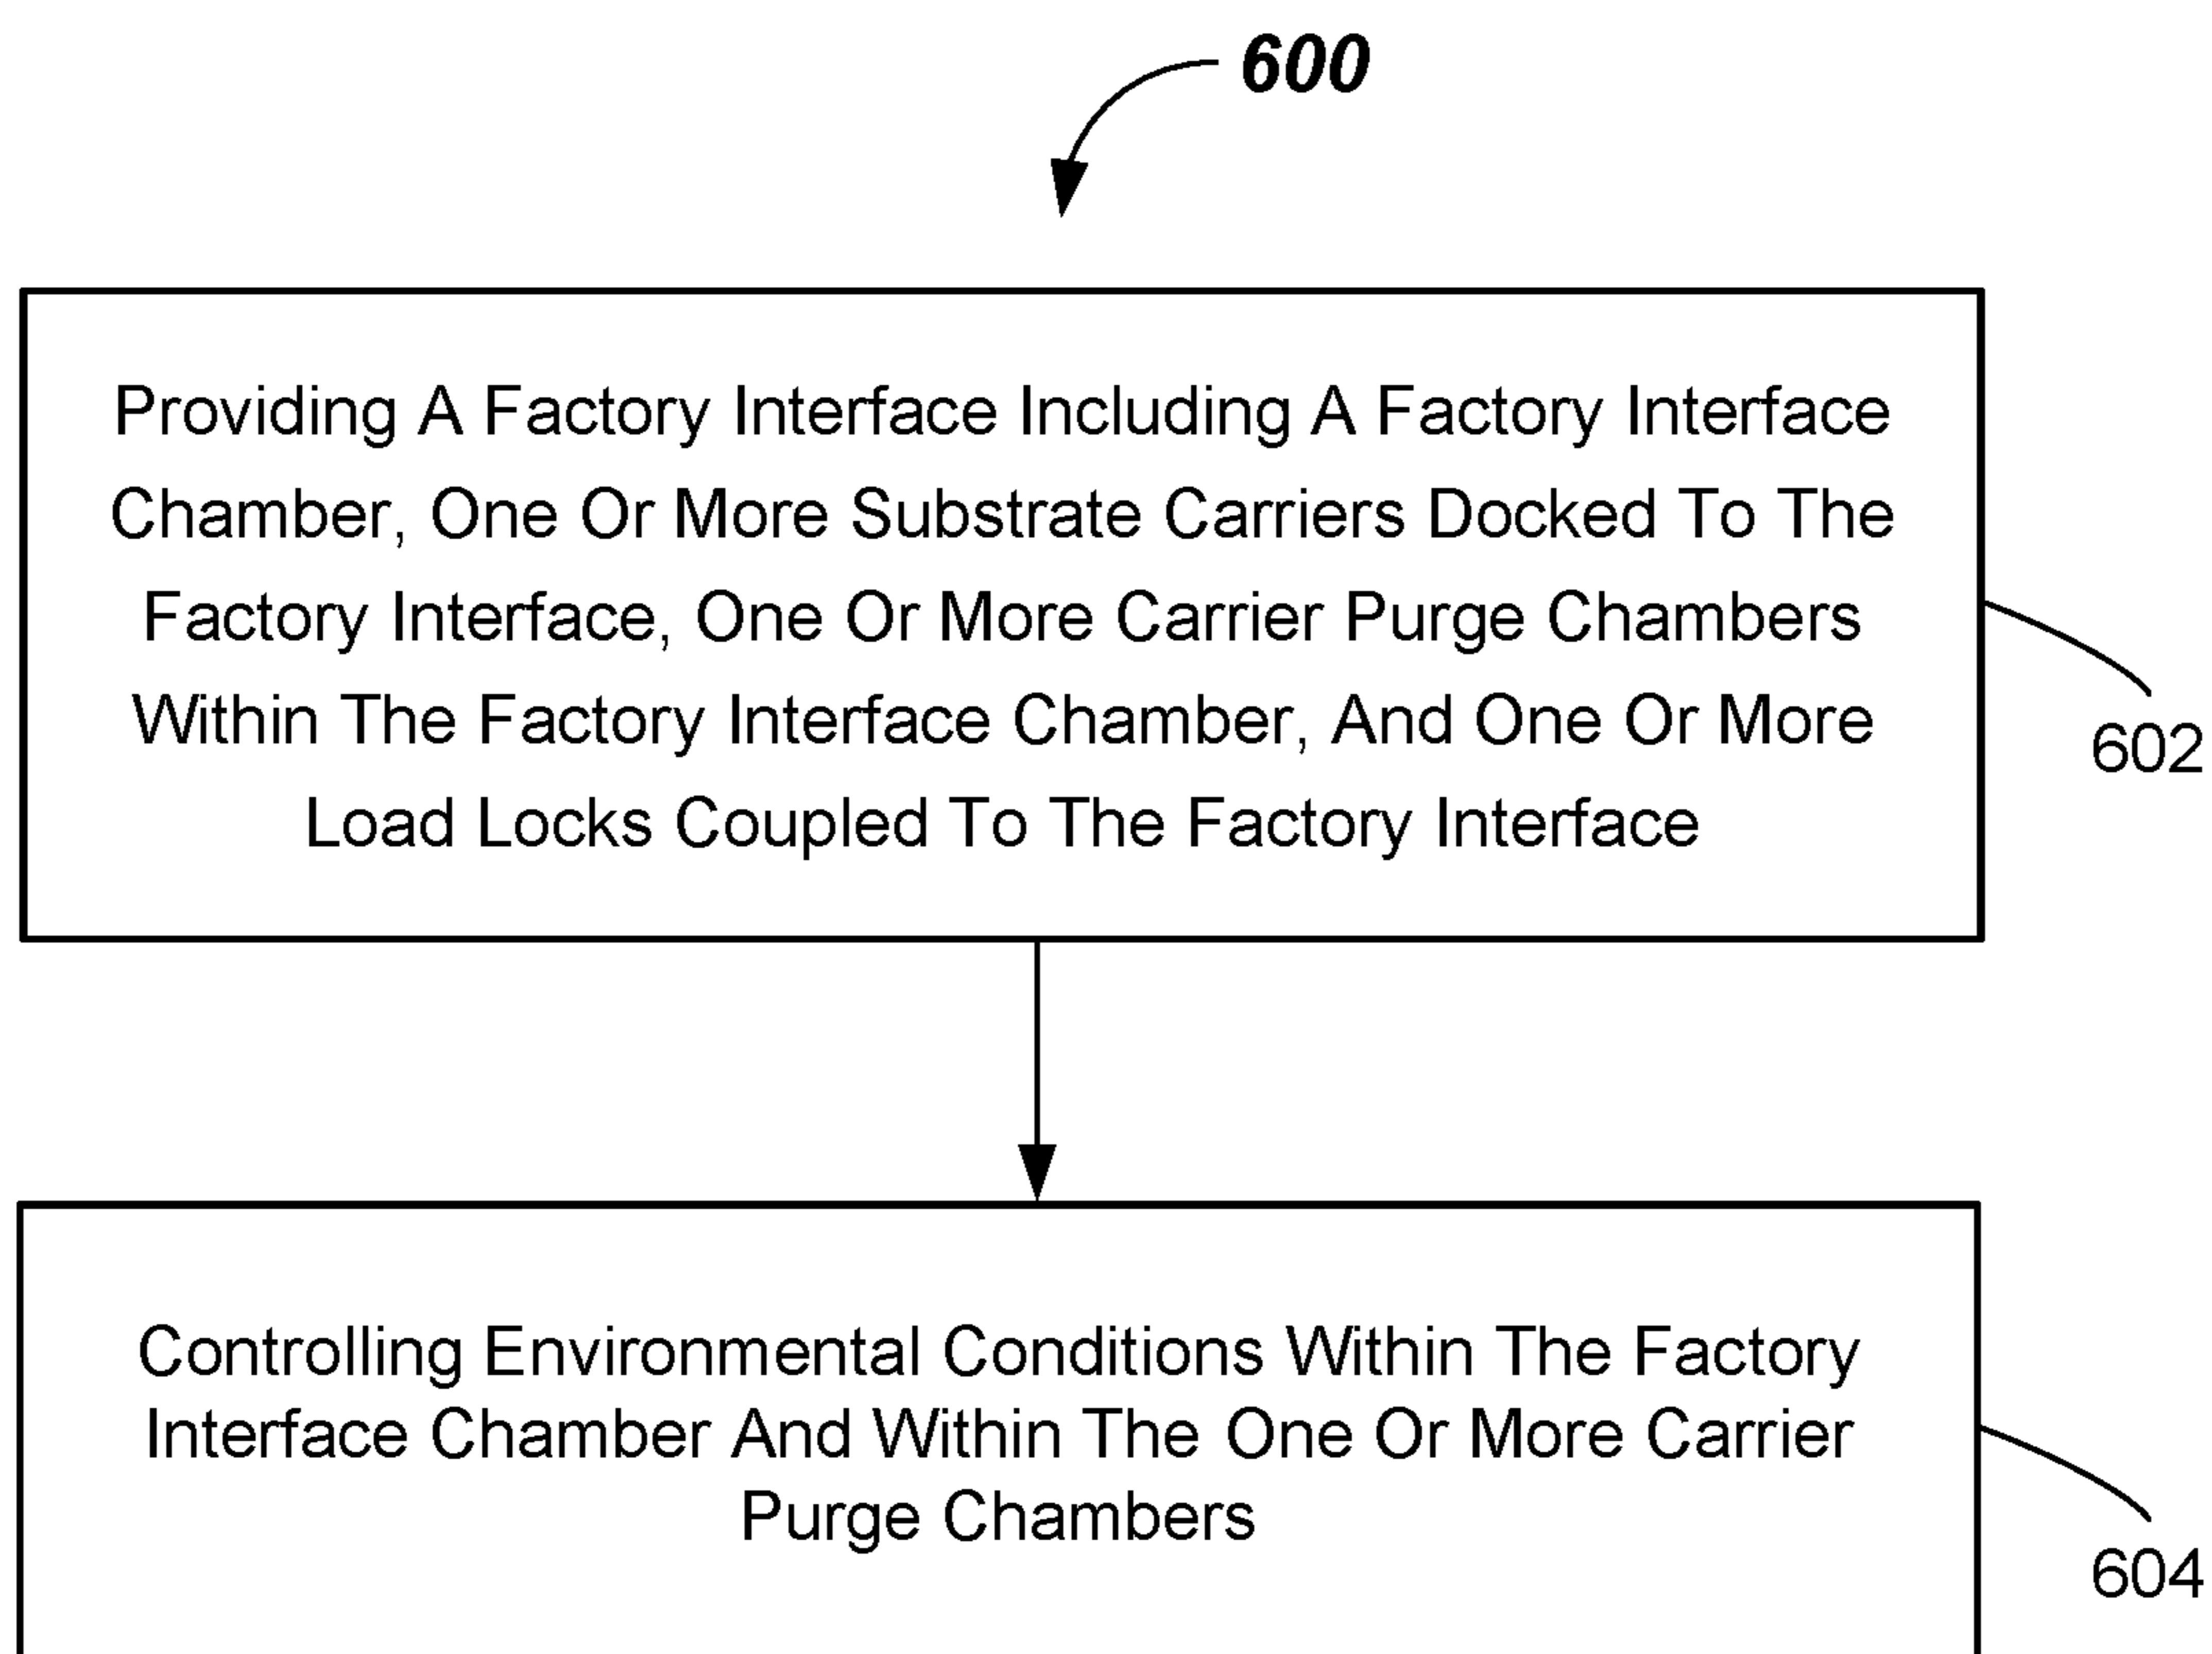 600
Providing A Factory Interface Including A Factory Interface
Chamber, One Or More Substrate Carriers Docked To The
Factory Interface, One Or More Carrier Purge Chambers
Within The Factory Interface Chamber, And One Or More
Load Locks Coupled To The Factory Interface
602
Controlling Environmental Conditions Within The Factory
Interface Chamber And Within The One Or More Carrier
Purge Chambers
604